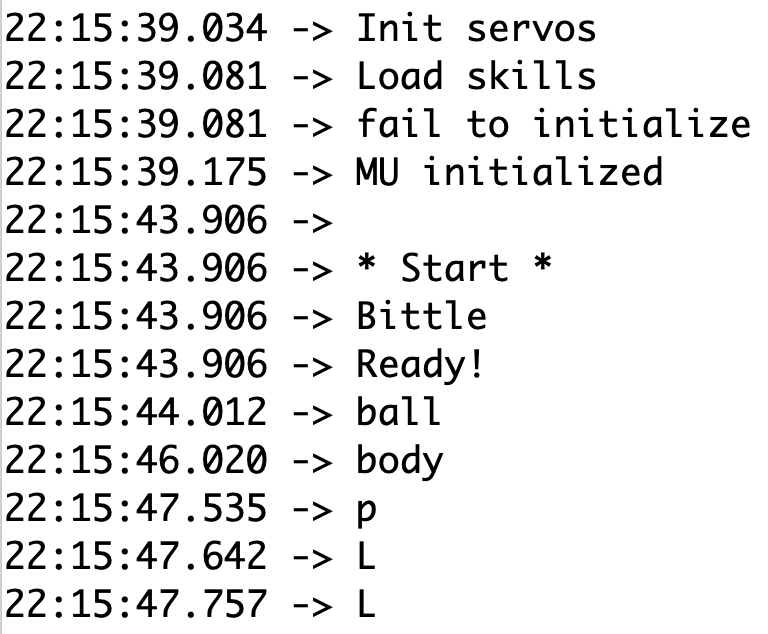 22:15:39.034 -> Init servos
22:15:39.081 -> Load skills
22:15:39.081 -> fail to initialize
22:15:39.175 -> MU initialized
22:15:43.906 ->
22:15:43.906 -> * Start *
22:15:43.906 -> Bittle
22:15:43.906 -> Ready!
22:15:44.012 -> ball
22:15:46.020 -> body
22:15:47.535 -> p
22:15:47.642 -> L
22:15:47.757 -> L